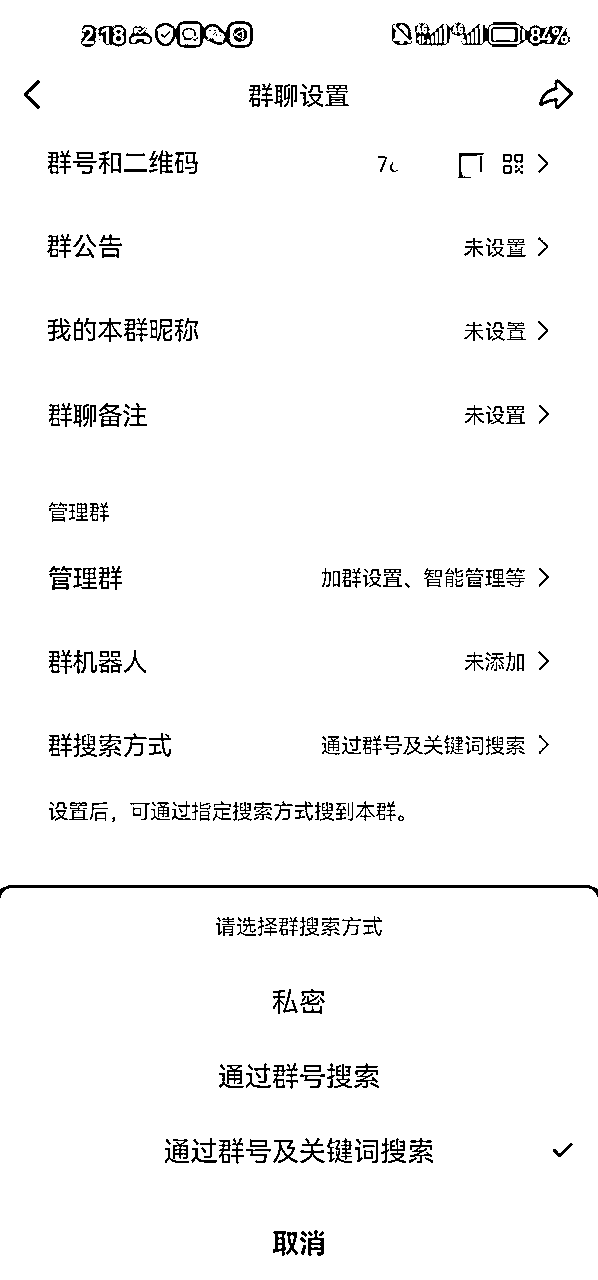 2:18 84%
群聊设置
群号和二维码
群公告 未设置
我的本群昵称 未设置
群聊备注 未设置
管理群
管理群 加群设置、智能管理等
群机器人 未添加
群搜索方式 通过群号及关键词搜索
设置后，可通过指定搜索方式搜到本群。
请选择群搜索方式
私密
通过群号搜索
通过群号及关键词搜索
取消